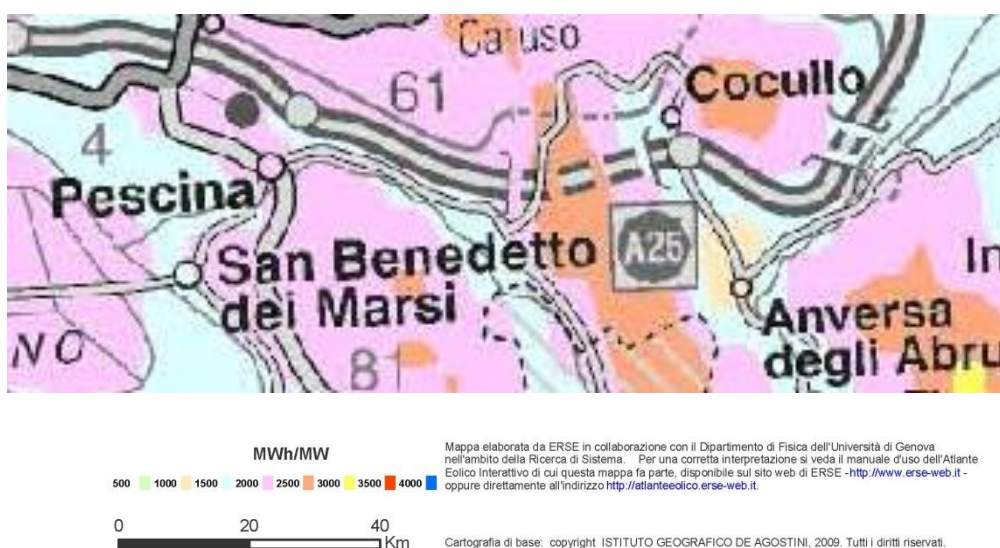 Caruso
61
Cocullo
4
Pescina
San Benedetto
dei Marsi
A25
In
Anversa
degli Abru
NC
81
MWh/MW
500 1000 1500 2000 2500 3000 3500 4000
Mappa elaborata da ERSE in collaborazione con il Dipartimento di Fisica dell'Università di Genova
nell'ambito della Ricerca di Sistema. Per una corretta interpretazione si veda il manuale d'uso dell'Atlante
Eolico Interattivo di cui questa mappa fa parte, disponibile sul sito web di ERSE -http://www.erse-web.it -
oppure direttamente all'indirizzo http://atlanteeolico.erse-web.it.
0 20 40
Km
Cartografia di base: copyright ISTITUTO GEOGRAFICO DE AGOSTINI, 2009. Tutti i diritti riservati.